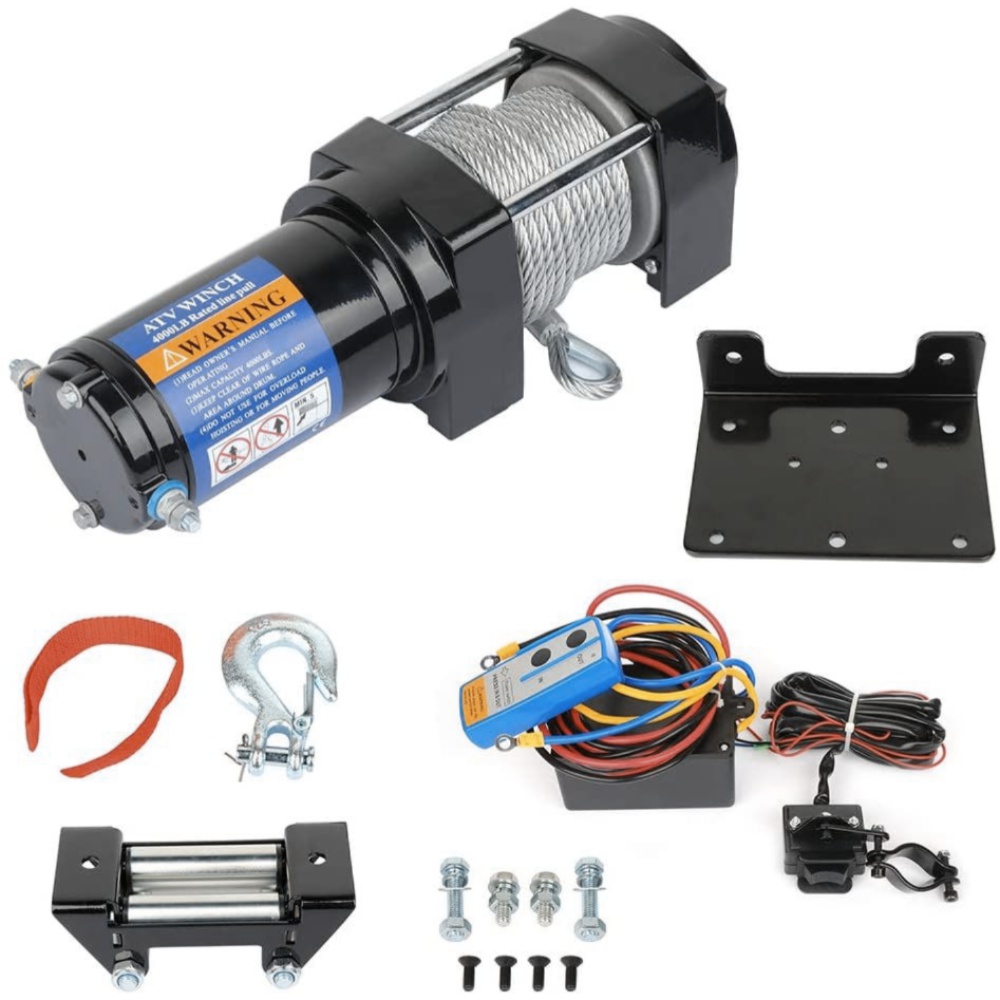 ATV WINCH
4000LB Rated line pull
WARNING
(1)READ OWNER'S MANUAL BEFORE
OPERATING
(2)MAX CAPACITY 4000LBS.
(3)KEEP CLEAR OF WIRE ROPE AND
AREA AROUND DRUM.
(4)DO NOT USE FOR OVERLOAD
HOISTING OR FOR MOVING PEOPLE.
MIN. 5
CE
OUT
IN